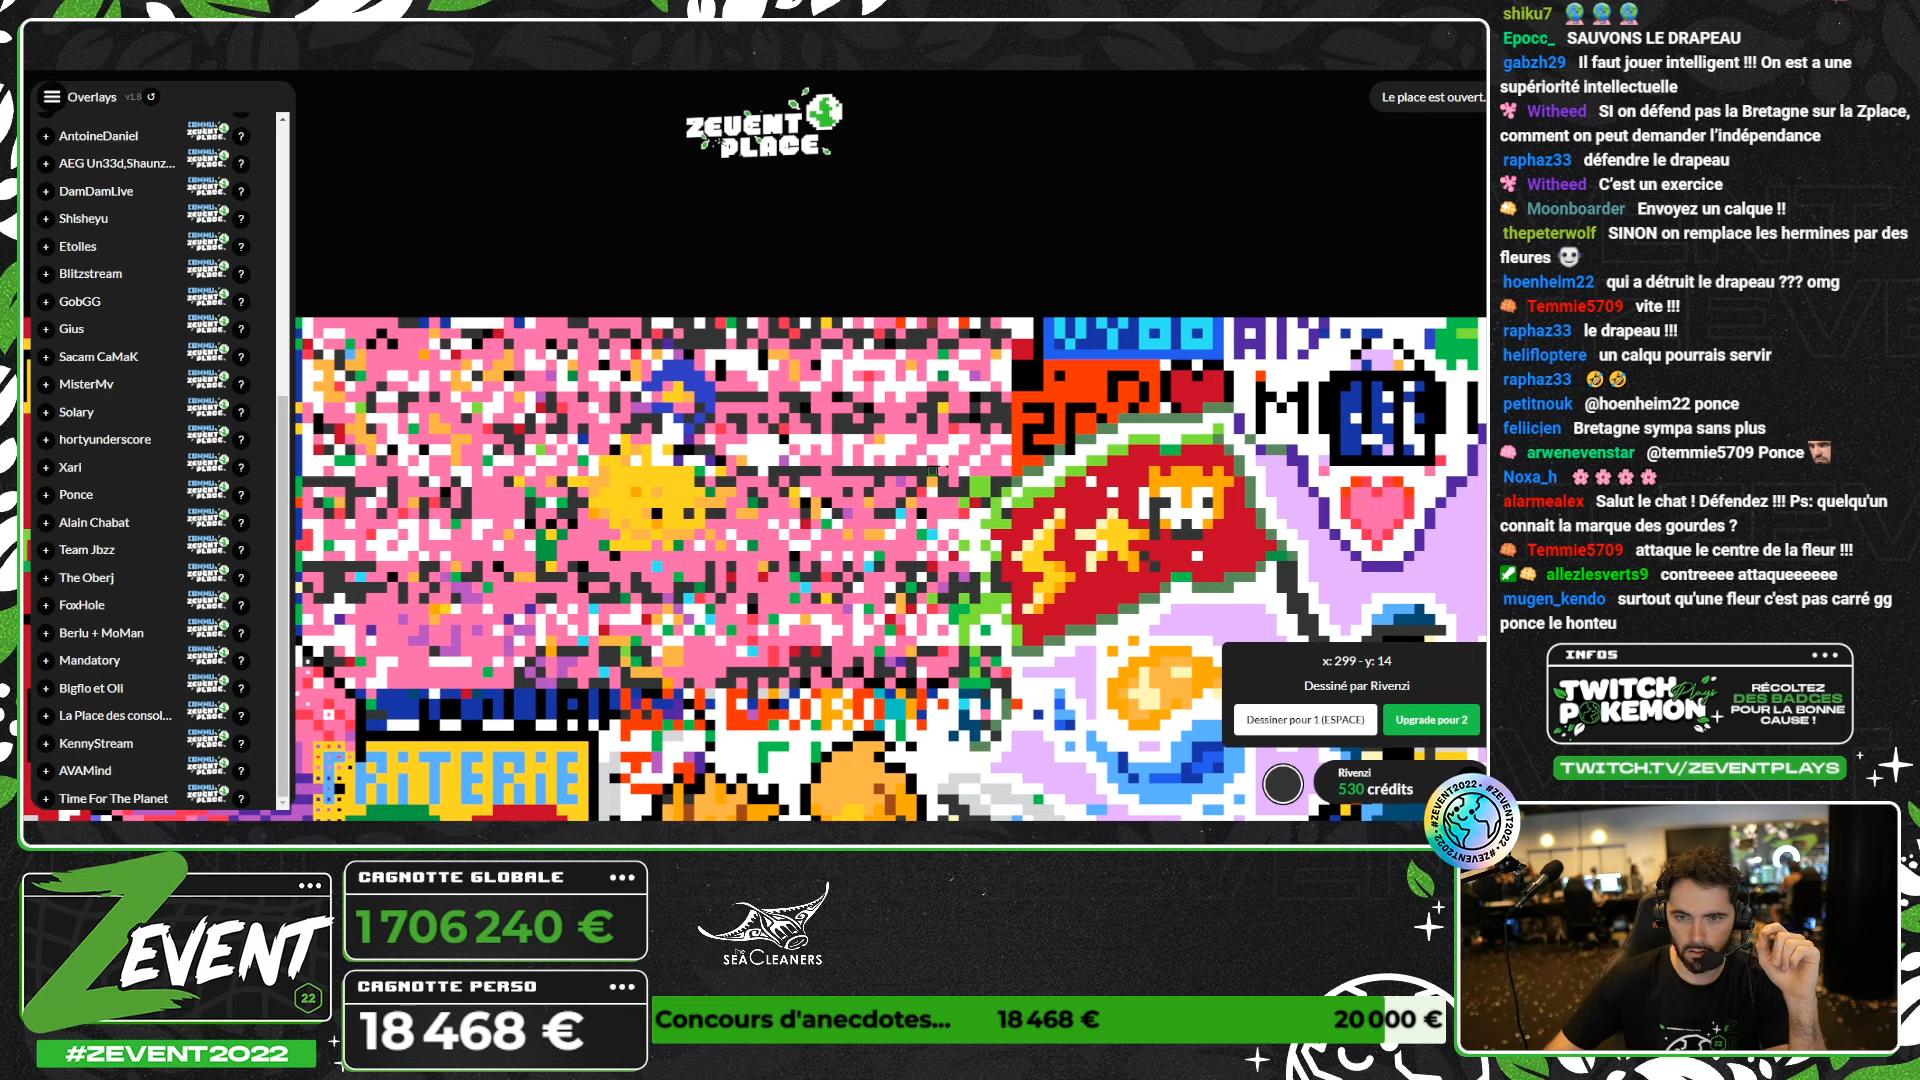 Overlays v1.8
+ AntoineDaniel ?
+ AEG Un33d,Shaunz... ?
+ DamDamLive ?
+ Shisheyu ?
+ Etoiles ?
+ Blitzstream ?
+ GobGG ?
+ Gius ?
+ Sacam CaMaK ?
+ MisterMv ?
+ Solary ?
+ hortyunderscore ?
+ Xari ?
+ Ponce ?
+ Alain Chabat ?
+ Team Jbzz ?
+ The Oberj ?
+ FoxHole ?
+ Berlu + MoMan ?
+ Mandatory ?
+ Bigflo et Oli ?
+ La Place des consol... ?
+ KennyStream ?
+ AVAMind ?
+ Time For The Planet ?
ZEVENT
PLACE
Le place est ouvert.
x: 299 - y: 14
Dessiné par Rivenzi
Dessiner pour 1 (ESPACE)
Upgrade pour 2
Rivenzi
530 crédits
shiku7
Epocc_ SAUVONS LE DRAPEAU
gabzh29 Il faut jouer intelligent !!! On est a une
supériorité intellectuelle
Witheed SI on défend pas la Bretagne sur la Zplace,
comment on peut demander l'indépendance
raphaz33 défendre le drapeau
Witheed C'est un exercice
Moonboarder Envoyez un calque !!
thepeterwolf SINON on remplace les hermines par des
fleures
hoenheim22 qui a détruit le drapeau ??? omg
Temmie5709 vite !!!
raphaz33 le drapeau !!!
helifloptere un calqu pourrais servir
raphaz33
petitnouk @hoenheim22 ponce
feliicien Bretagne sympa sans plus
arwenevenstar @temmie5709 Ponce
Noxa_h
alarmealex Salut le chat ! Défendez !!! Ps: quelqu'un
connait la marque des gourdes ?
Temmie5709 attaque le centre de la fleur !!!
allezlesverts9 contreeee attaqueeeeee
mugen_kendo surtout qu'une fleur c'est pas carré gg
ponce le honteu
INFOS
TWITCH Plays
POKEMON
RÉCOLTEZ
DES BADGES
POUR LA BONNE
CAUSE !
TWITCH.TV/ZEVENTPLAYS
#ZEVENT2022
ZEVENT
22
#ZEVENT2022
CAGNOTTE GLOBALE
1 706 240 €
CAGNOTTE PERSO
18 468 €
The
SEACLEANERS
Concours d'anecdotes... 18 468 € 20 000 €